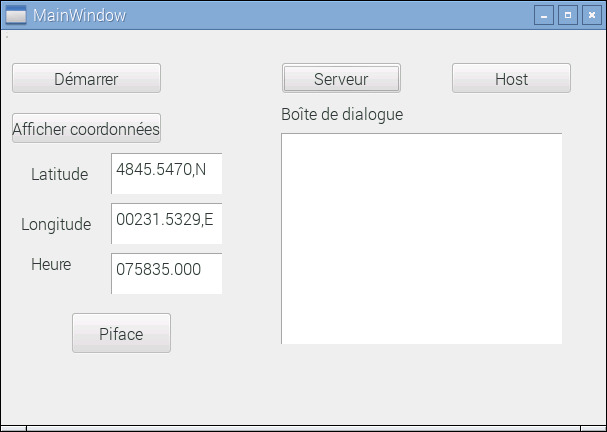 MainWindow
Démarrer
Serveur
Host
Afficher coordonnées
Boîte de dialogue
Latitude
4845.5470,N
Longitude
00231.5329,E
Heure
075835.000
Piface